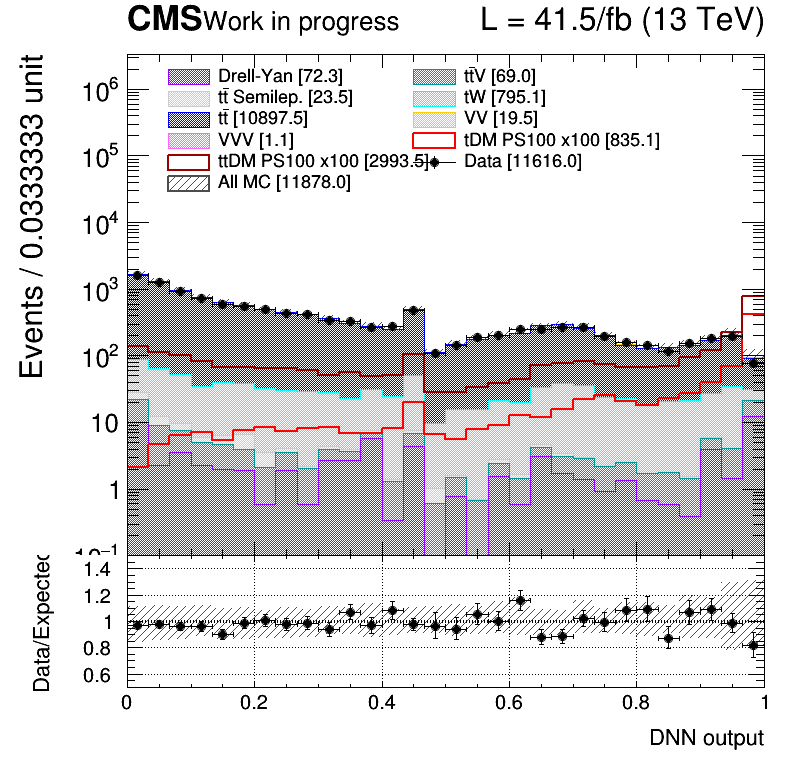 CMS Work in progress L = 41.5/fb (13 TeV)
Events / 0.0333333 unit
Drell-Yan [72.3] tt̄V [69.0]
tt̄ Semilep. [23.5] tW [795.1]
tt̄ [10897.5] VV [19.5]
VVV [1.1] tDM PS100 x100 [835.1]
ttDM PS100 x100 [2993.5] Data [11616.0]
All MC [11878.0]
10⁶
10⁵
10⁴
10³
10²
10
1
10⁻¹
Data/Expected
1.4
1.2
1
0.8
0.6
0 0.2 0.4 0.6 0.8 1
DNN output